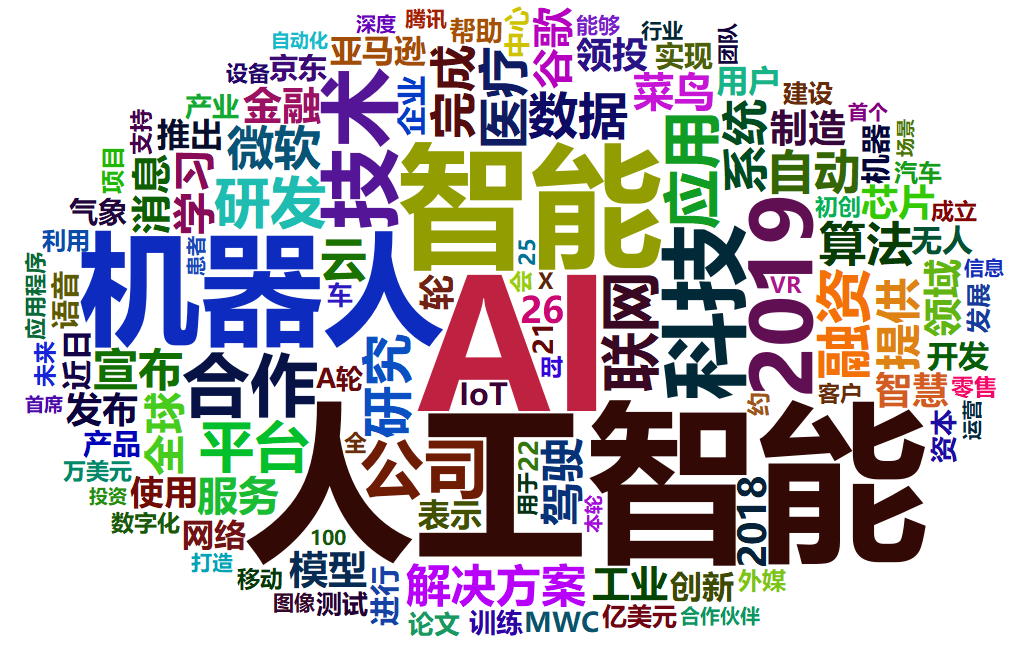 深度
腾讯
帮助
中心
谷歌
能够
行业
团队
自动化
亚马逊
完成
医疗
领投
实现
设备
京东
技术
企业
数据
菜鸟
用户
建设
产业
金融
应用
系统
制造
首个
支持
推出
微软
智能
自动
机器
场景
项目
消息
学习
研发
汽车
气象
初创
芯片
成立
利用
患者
机器人
云
25
科技
2019
算法
无人
应用程序
语音
车
轮
会
X
26
联网
VR
融资
提供
领域
信息
发展
未来
近日
宣布
合作
A轮
研究
AI
IoT
21
日
开发
首席
发布
全球
约
客户
智慧
零售
产品
平台
全
公司
人工智能
资本
运营
万美元
投资
使用
服务
表示
用于
22
驾驶
本轮
2018
数字化
网络
100
打造
移动
模型
进行
解决方案
工业
创新
外媒
图像
测试
论文
训练
MWC
亿美元
合作伙伴